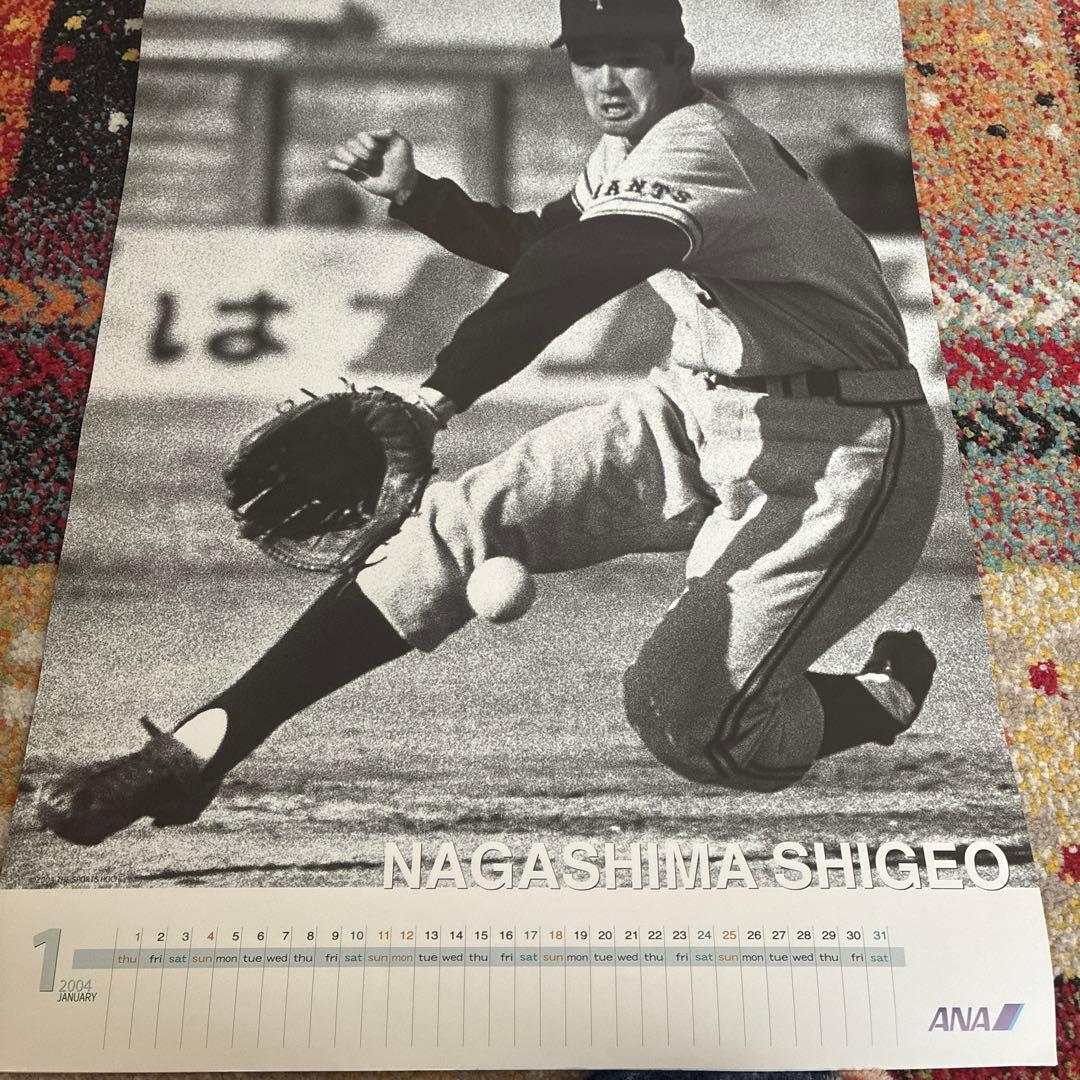 IANTS
は
NAGASHIMA SHIGEO
1 2 3 4 5 6 7 8 9 10 11 12 13 14 15 16 17 18 19 20 21 22 23 24 25 26 27 28 29 30 31
thu fri sat sun mon tue wed thu fri sat sun mon tue wed thu fri sat sun mon tue wed thu fri sat sun mon tue wed thu fri sat
1
2004
JANUARY
ANA